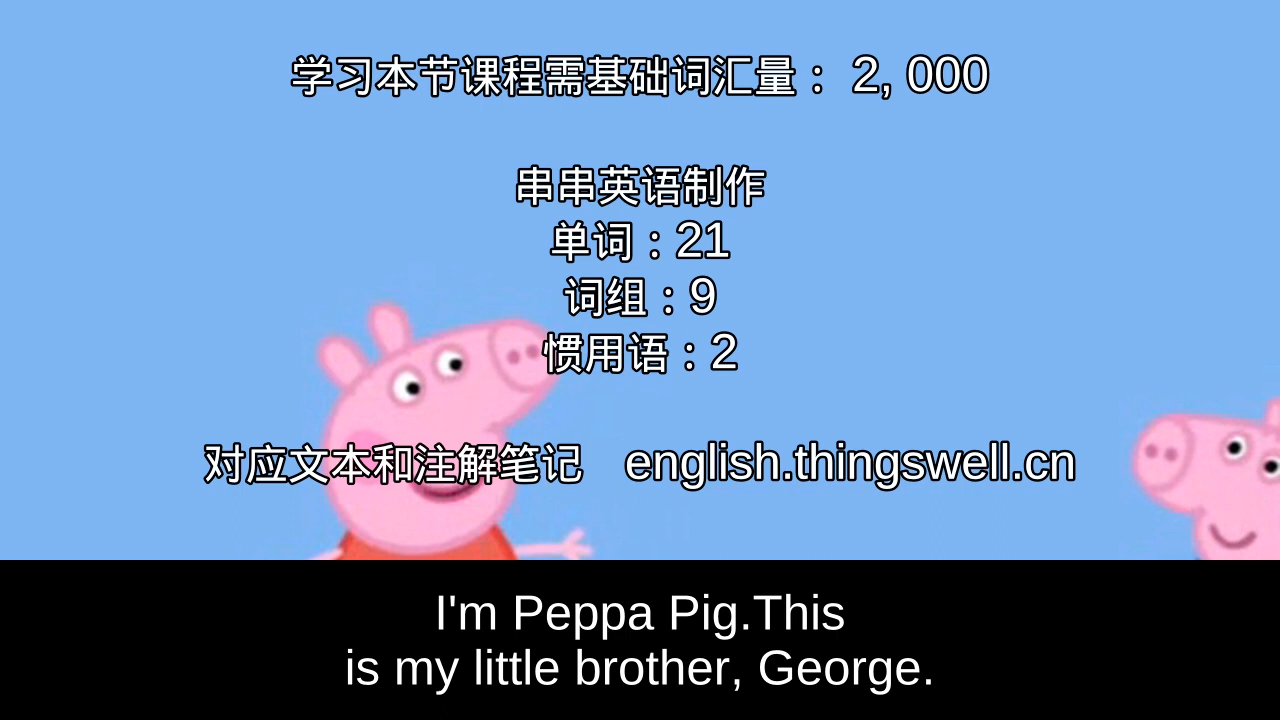 学习本节课程需基础词汇量： 2, 000
串串英语制作
单词：21
词组：9
惯用语：2
对应文本和注解笔记 english.thingswell.cn
I'm Peppa Pig.This
is my little brother, George.